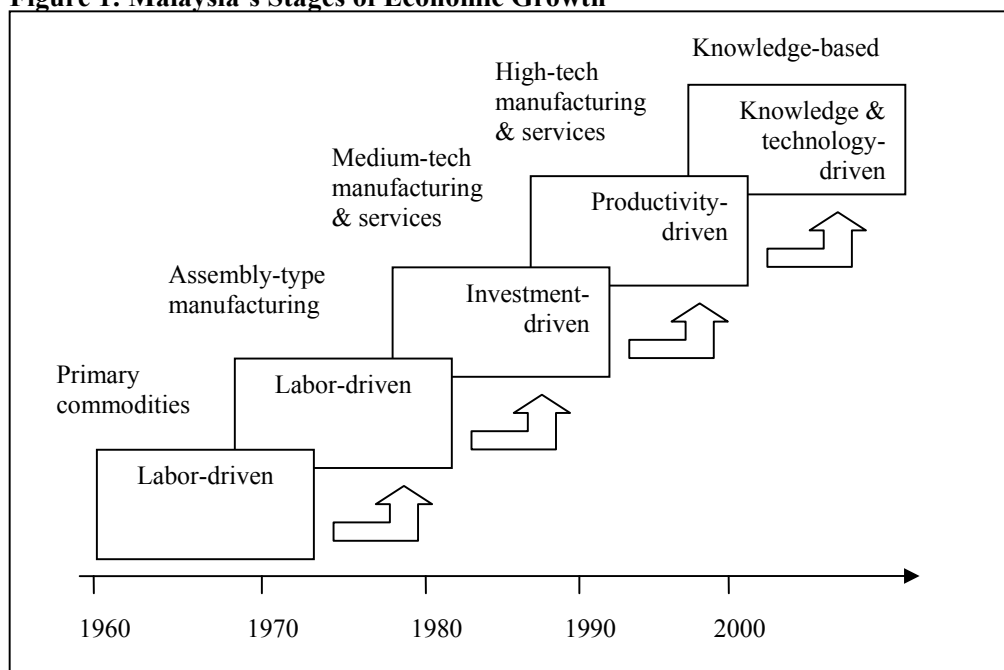 Figure 1: Malaysia's Stages of Economic Growth
Knowledge-based
Knowledge &
technology-
driven
High-tech
manufacturing
& services
Productivity-
driven
Medium-tech
manufacturing
& services
Investment-
driven
Assembly-type
manufacturing
Labor-driven
Primary
commodities
Labor-driven
1960 1970 1980 1990 2000